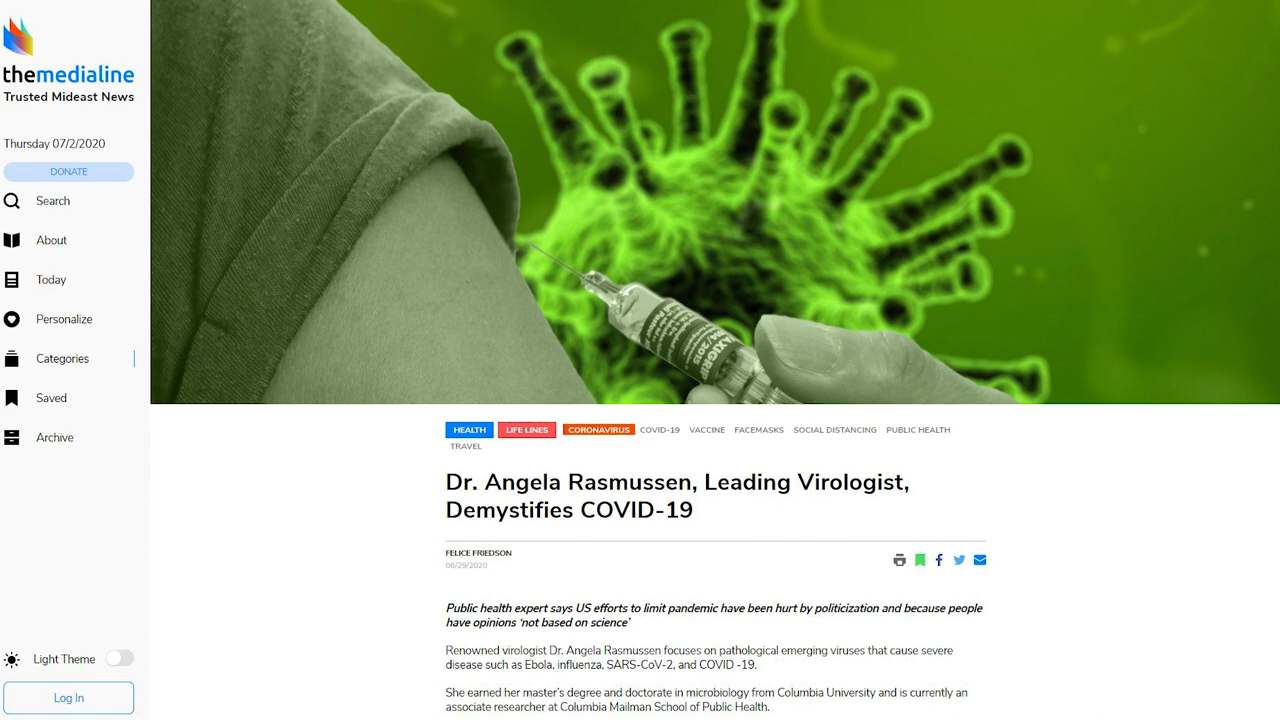 themedialine
Trusted Mideast News
Thursday 07/2/2020
DONATE
Search
About
Today
Personalize
Categories
Saved
Archive
Light Theme
Log In
HEALTH LIFE LINES CORONAVIRUS COVID-19 VACCINE FACEMASKS SOCIAL DISTANCING PUBLIC HEALTH
TRAVEL
Dr. Angela Rasmussen, Leading Virologist,
Demystifies COVID-19
FELICE FRIEDSON
06/29/2020
Public health expert says US efforts to limit pandemic have been hurt by politicization and because people
have opinions ‘not based on science’
Renowned virologist Dr. Angela Rasmussen focuses on pathological emerging viruses that cause severe
disease such as Ebola, influenza, SARS-CoV-2, and COVID -19.
She earned her master’s degree and doctorate in microbiology from Columbia University and is currently an
associate researcher at Columbia Mailman School of Public Health.